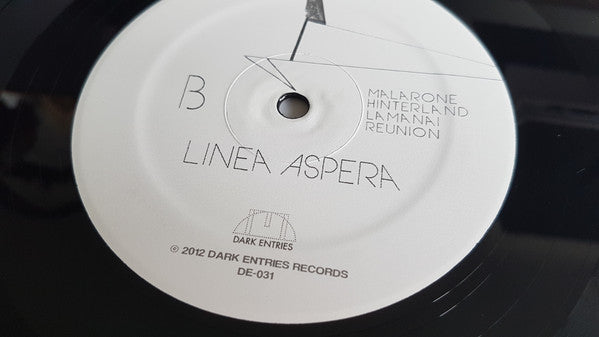 B
MALARONE
HINTERLAND
LAMANAI
REUNION
LINEA ASPERA
DARK ENTRIES
℗ 2012 DARK ENTRIES RECORDS
DE-031